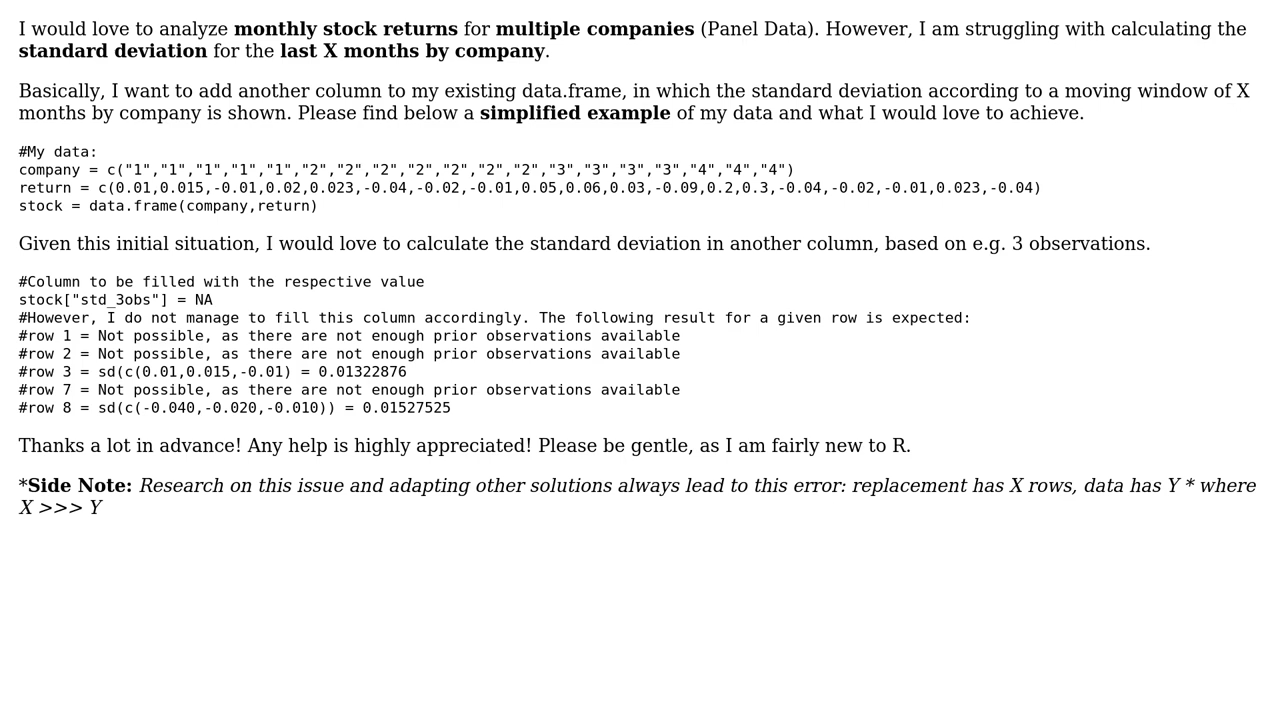 I would love to analyze monthly stock returns for multiple companies (Panel Data). However, I am struggling with calculating the
standard deviation for the last X months by company.
Basically, I want to add another column to my existing data.frame, in which the standard deviation according to a moving window of X
months by company is shown. Please find below a simplified example of my data and what I would love to achieve.
#My data:
company = c("1","1","1","1","1","2","2","2","2","2","2","2","3","3","3","3","4","4","4")
return = c(0.01,0.015,-0.01,0.02,0.023,-0.04,-0.02,-0.01,0.05,0.06,0.03,-0.09,0.2,0.3,-0.04,-0.02,-0.01,0.023,-0.04)
stock = data.frame(company,return)
Given this initial situation, I would love to calculate the standard deviation in another column, based on e.g. 3 observations.
#Column to be filled with the respective value
stock["std_3obs"] = NA
#However, I do not manage to fill this column accordingly. The following result for a given row is expected:
#row 1 = Not possible, as there are not enough prior observations available
#row 2 = Not possible, as there are not enough prior observations available
#row 3 = sd(c(0.01,0.015,-0.01) = 0.01322876
#row 7 = Not possible, as there are not enough prior observations available
#row 8 = sd(c(-0.040,-0.020,-0.010)) = 0.01527525
Thanks a lot in advance! Any help is highly appreciated! Please be gentle, as I am fairly new to R.
*Side Note: Research on this issue and adapting other solutions always lead to this error: replacement has X rows, data has Y * where
X >>> Y